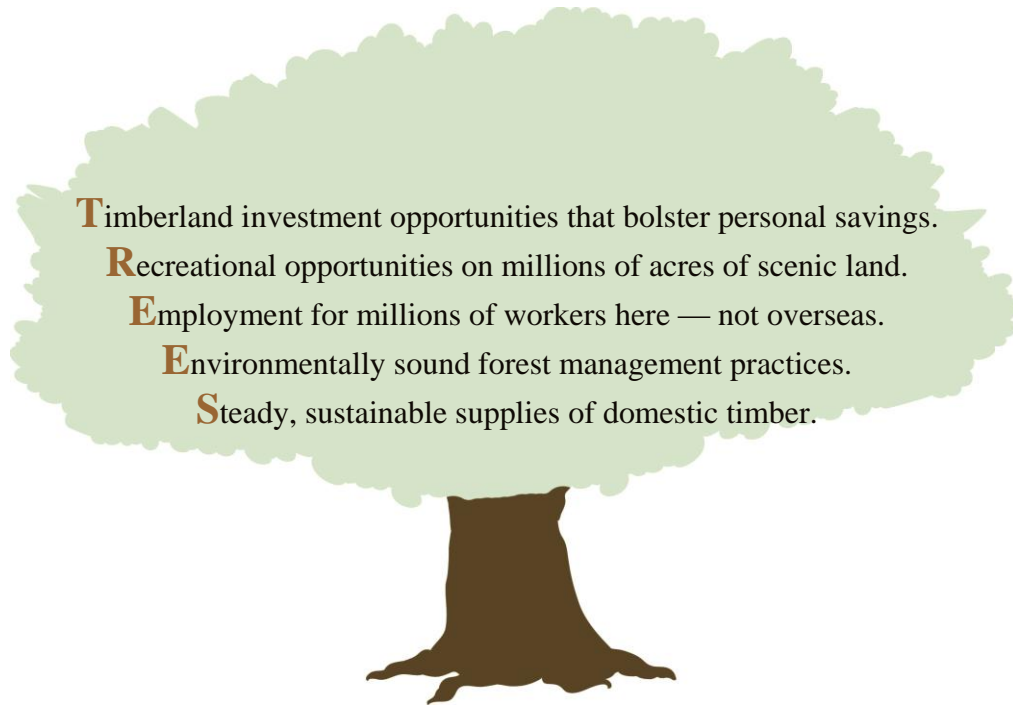 Timberland investment opportunities that bolster personal savings.
Recreational opportunities on millions of acres of scenic land.
Employment for millions of workers here — not overseas.
Environmentally sound forest management practices.
Steady, sustainable supplies of domestic timber.